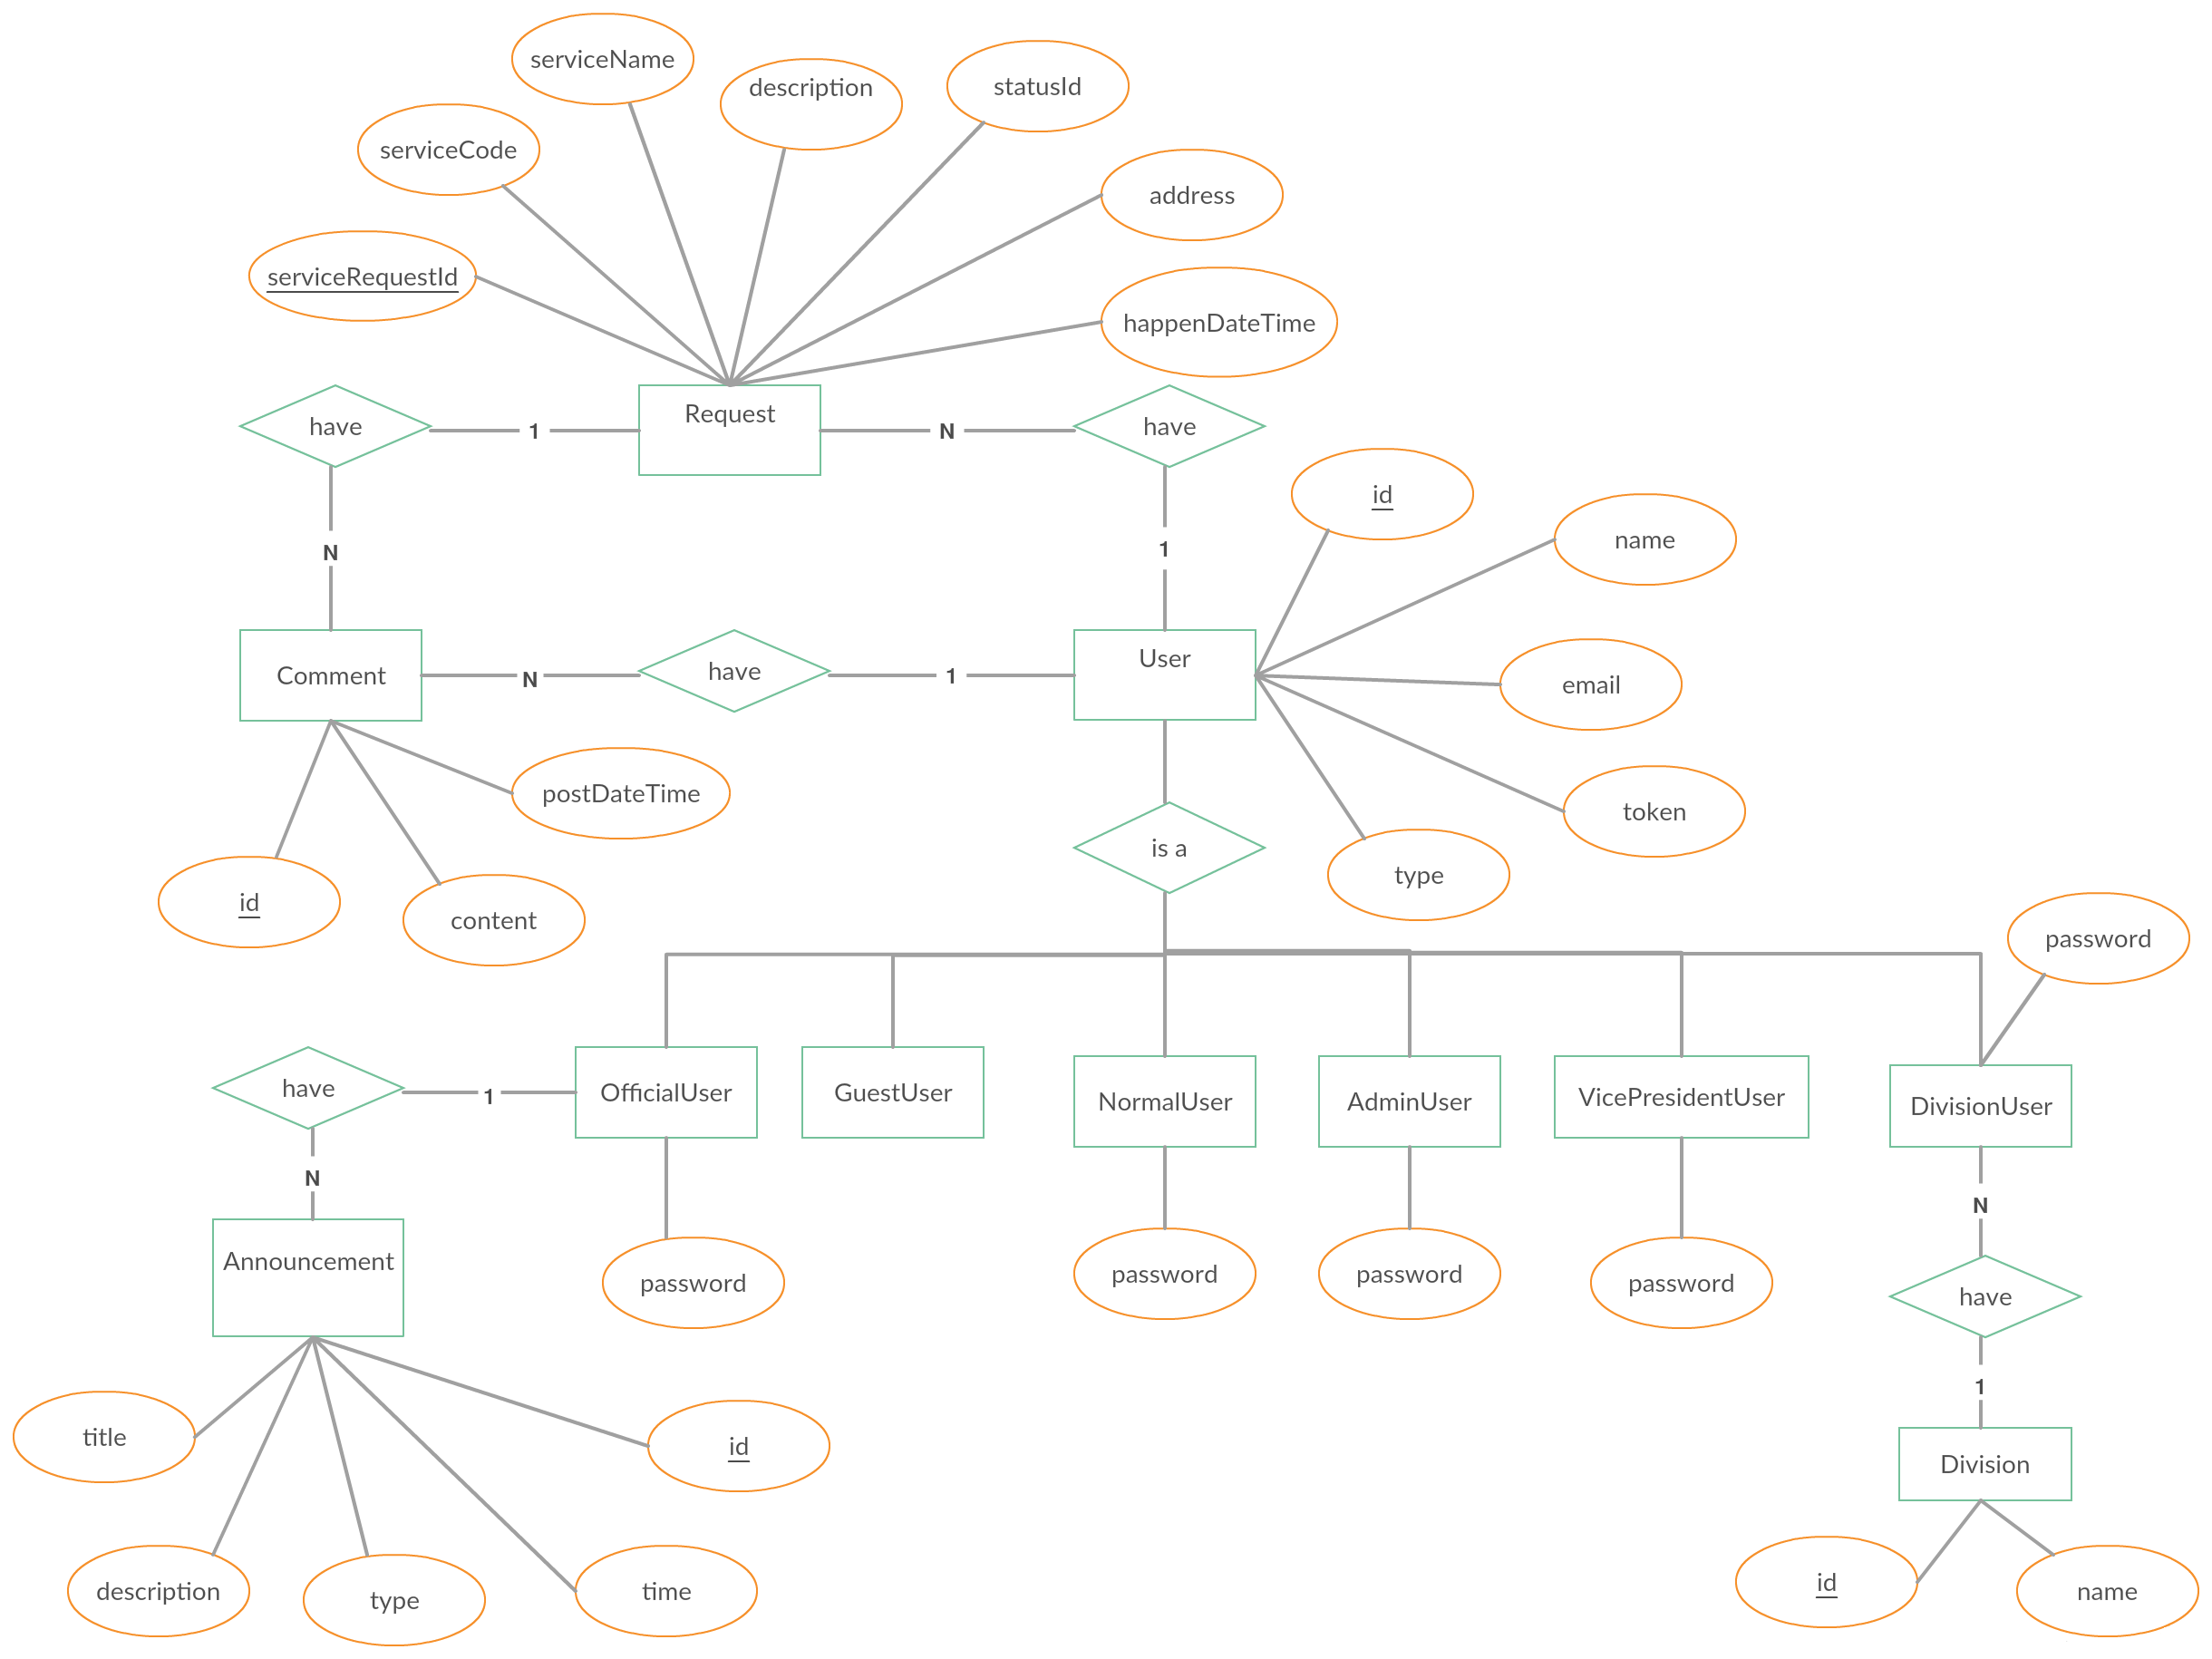 serviceName
description
statusId
serviceCode
address
serviceRequestId
happenDateTime
Request
have
1
N
have
id
name
N
1
Comment
N
have
1
User
email
postDateTime
token
is a
type
id
content
password
have
1
OfficialUser
GuestUser
NormalUser
AdminUser
VicePresidentUser
DivisionUser
N
N
Announcement
password
password
password
password
have
1
title
id
Division
description
type
time
id
name